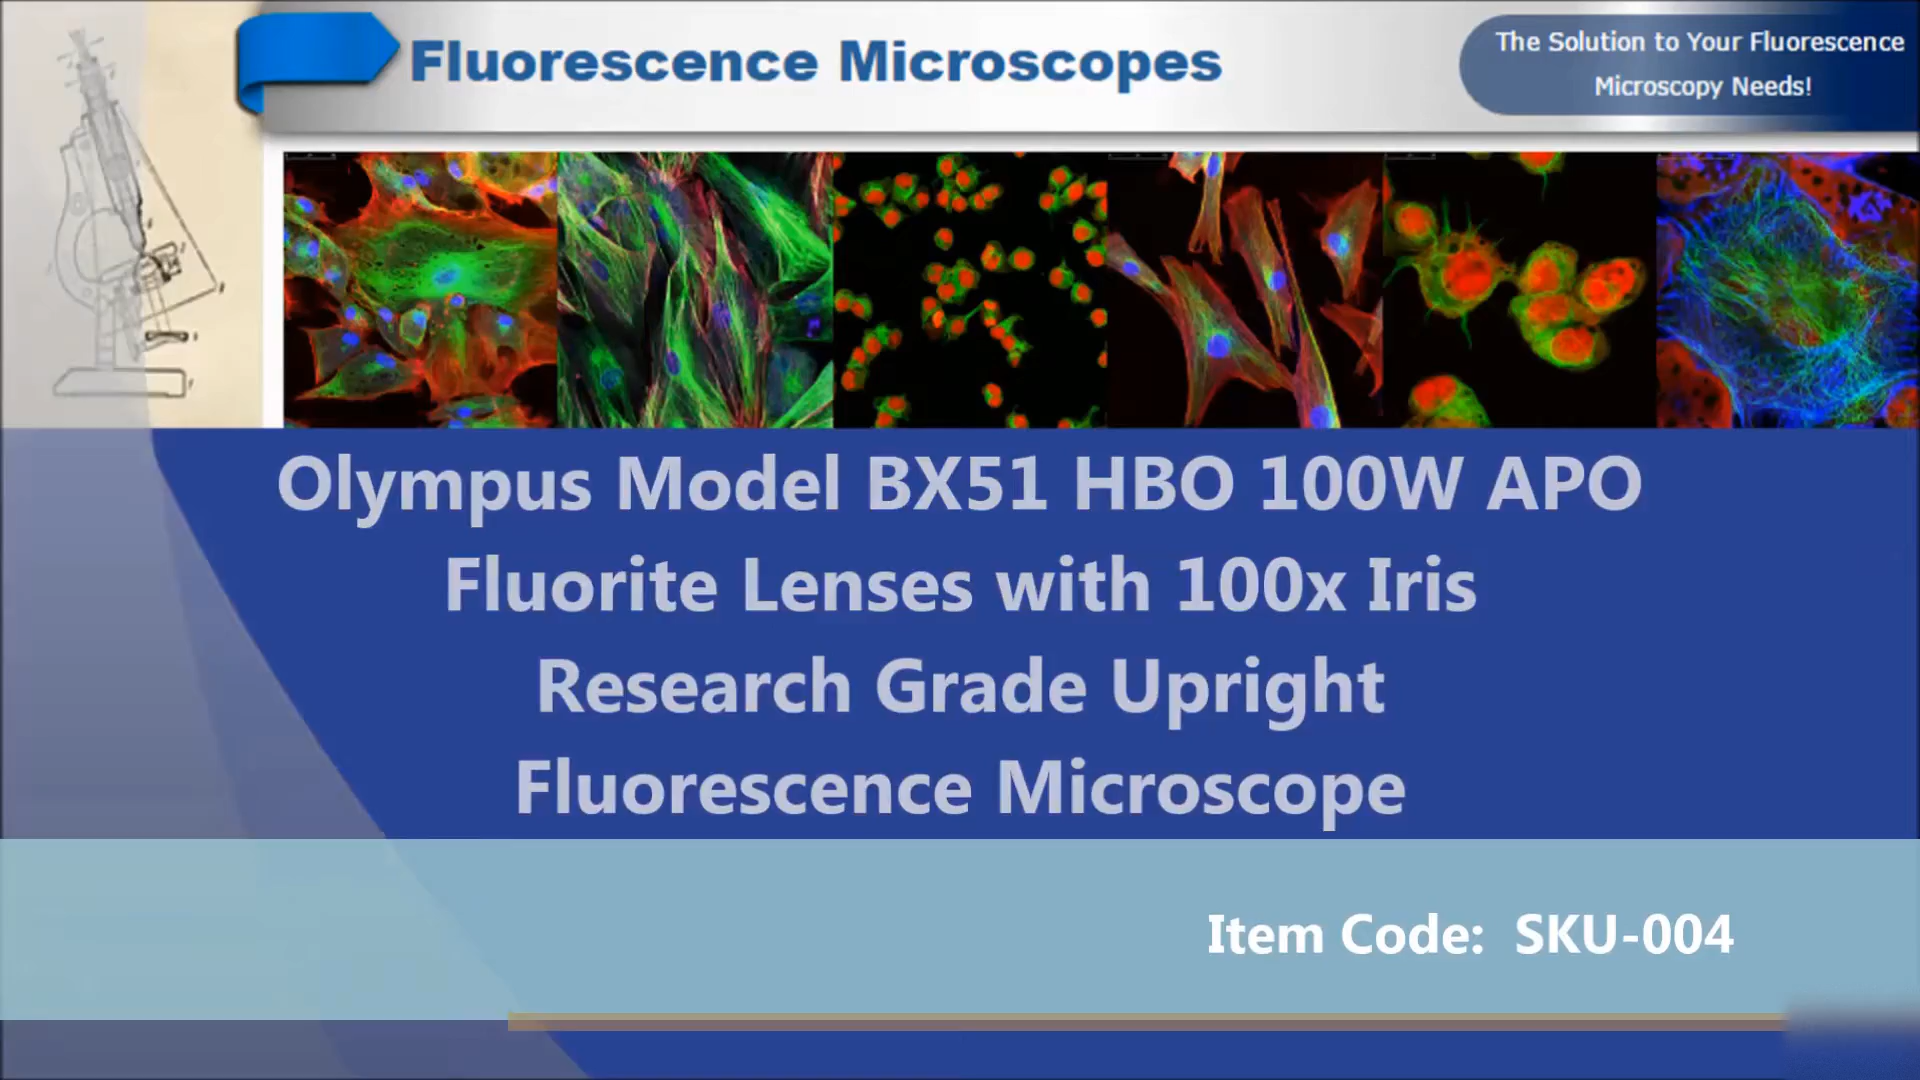 Fluorescence Microscopes
The Solution to Your Fluorescence
Microscopy Needs!
Olympus Model BX51 HBO 100W APO
Fluorite Lenses with 100x Iris
Research Grade Upright
Fluorescence Microscope
Item Code: SKU-004